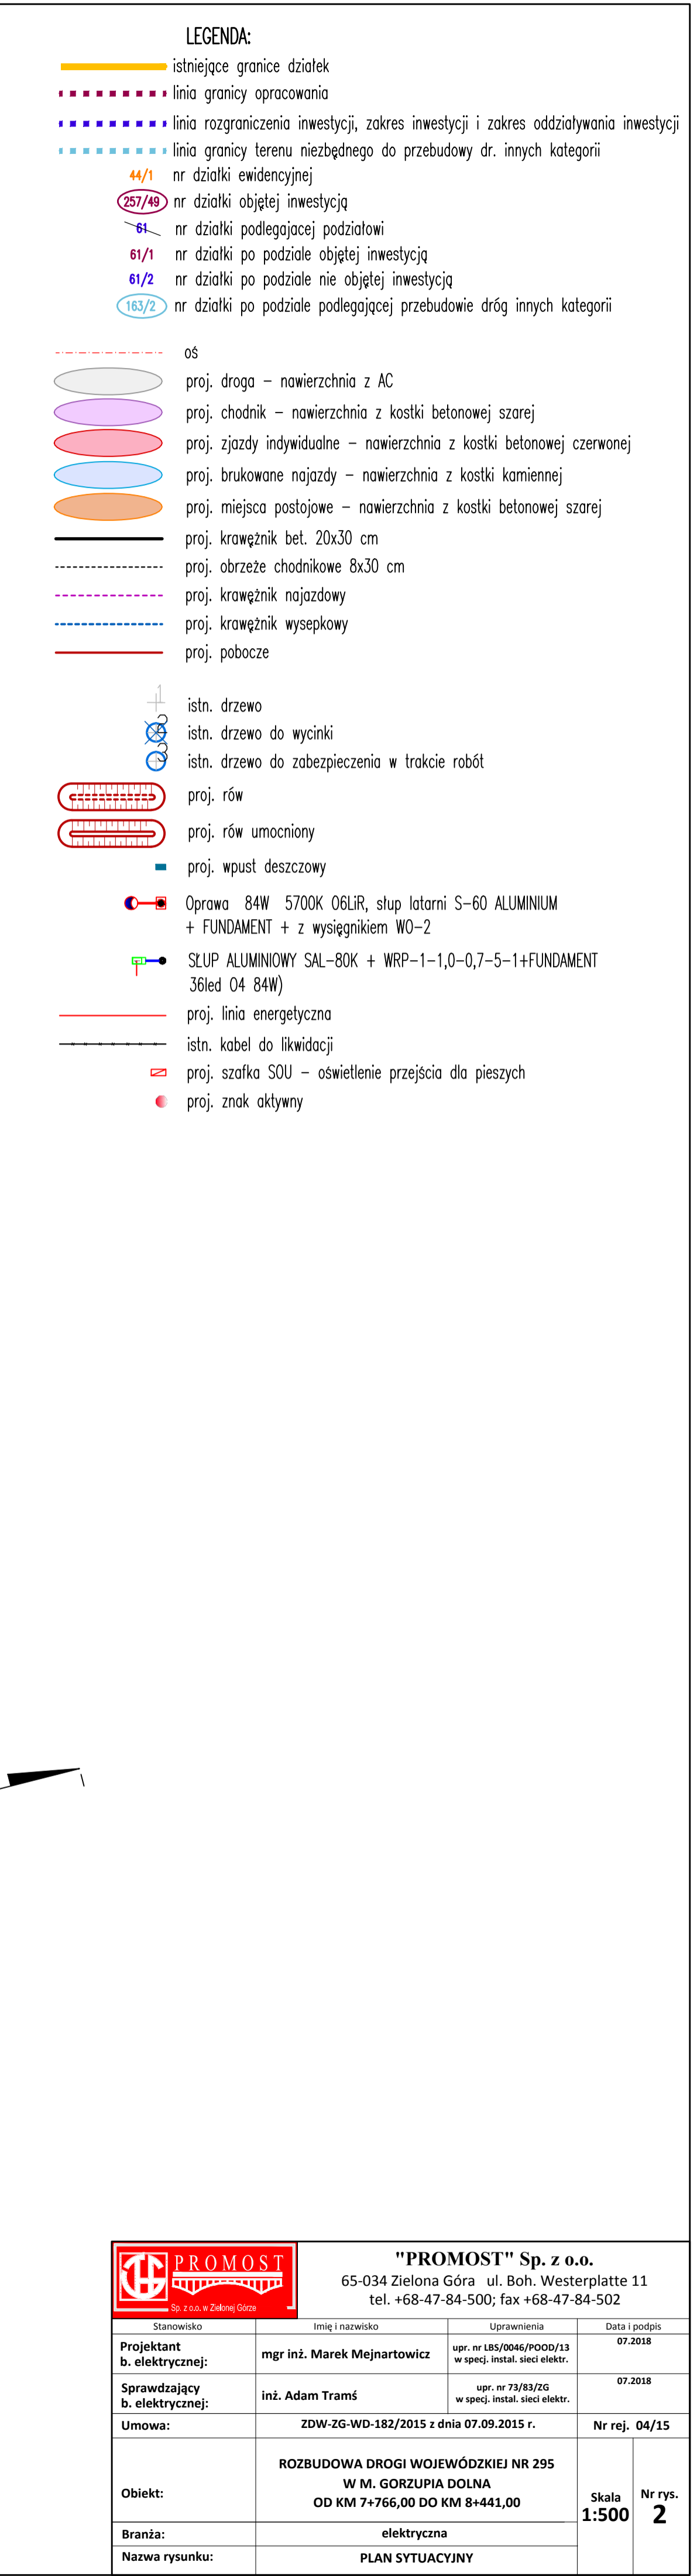 LEGENDA:
istniejące granice działek
linia granicy opracowania
linia rozgraniczenia inwestycji, zakres inwestycji i zakres oddziaływania inwestycji
linia granicy terenu niezbędnego do przebudowy dr. innych kategorii
44/1 nr działki ewidencyjnej
257/49 nr działki objętej inwestycją
61 nr działki podlegającej podziałowi
61/1 nr działki po podziale objętej inwestycją
61/2 nr działki po podziale nie objętej inwestycją
163/2 nr działki po podziale podlegającej przebudowie dróg innych kategorii
oś
proj. droga – nawierzchnia z AC
proj. chodnik – nawierzchnia z kostki betonowej szarej
proj. zjazdy indywidualne – nawierzchnia z kostki betonowej czerwonej
proj. brukowane najazdy – nawierzchnia z kostki kamiennej
proj. miejsca postojowe – nawierzchnia z kostki betonowej szarej
proj. krawężnik bet. 20x30 cm
proj. obrzeże chodnikowe 8x30 cm
proj. krawężnik najazdowy
proj. krawężnik wysepkowy
proj. pobocze
1 istn. drzewo
istn. drzewo do wycinki
istn. drzewo do zabezpieczenia w trakcie robót
proj. rów
proj. rów umocniony
proj. wpust deszczowy
Oprawa 84W 5700K O6LiR, słup latarni S-60 ALUMINIUM
+ FUNDAMENT + z wysięgnikiem WO-2
SŁUP ALUMINIOWY SAL-80K + WRP-1-1,0-0,7-5-1+FUNDAMENT
36led O4 84W)
proj. linia energetyczna
istn. kabel do likwidacji
proj. szafka SOU – oświetlenie przejścia dla pieszych
proj. znak aktywny
PROMOST
Sp. z o.o. w Zielonej Górze
"PROMOST" Sp. z o.o.
65-034 Zielona Góra ul. Boh. Westerplatte 11
tel. +68-47-84-500; fax +68-47-84-502
Stanowisko Imię i nazwisko Uprawnienia Data i podpis
Projektant
b. elektrycznej:
mgr inż. Marek Mejnartowicz
upr. nr LBS/0046/POOD/13
w specj. instal. sieci elektr.
07.2018
Sprawdzający
b. elektrycznej:
inż. Adam Tramś
upr. nr 73/83/ZG
w specj. instal. sieci elektr.
07.2018
Umowa: ZDW-ZG-WD-182/2015 z dnia 07.09.2015 r. Nr rej. 04/15
Obiekt:
ROZBUDOWA DROGI WOJEWÓDZKIEJ NR 295
W M. GORZUPIA DOLNA
OD KM 7+766,00 DO KM 8+441,00
Skala
1:500
Nr rys.
2
Branża: elektryczna
Nazwa rysunku: PLAN SYTUACYJNY